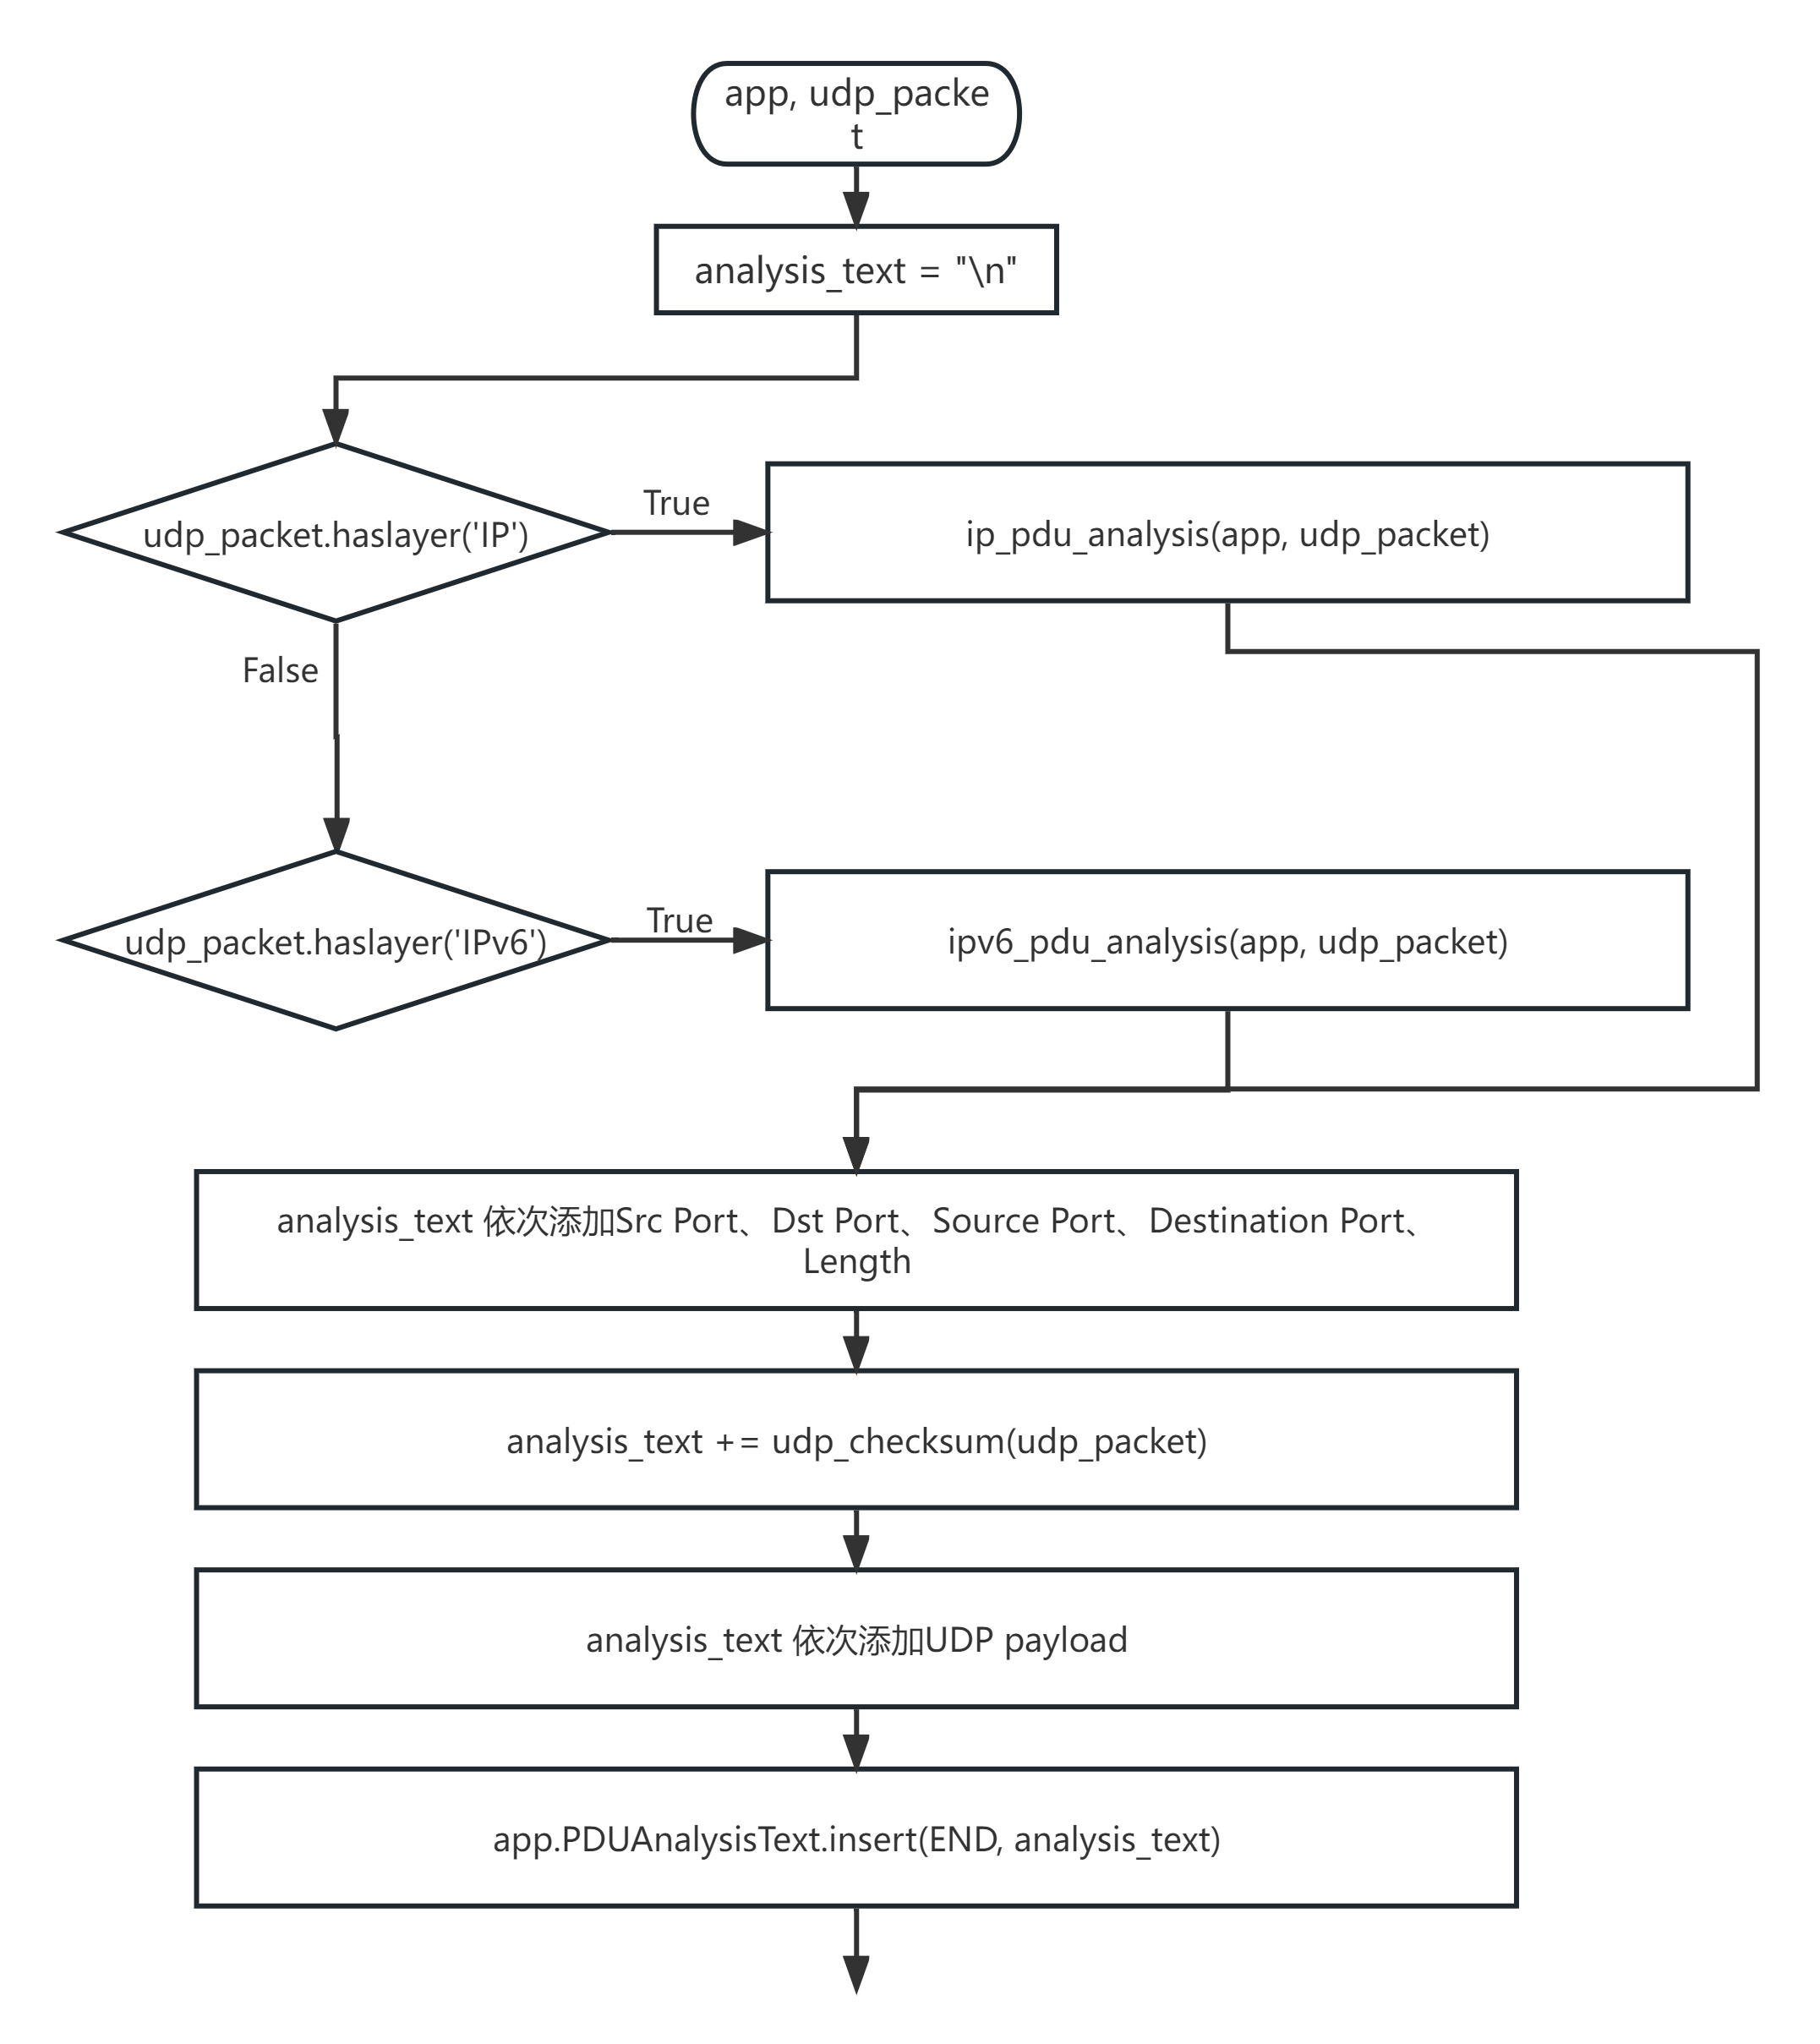 app, udp_packe
t
analysis_text = "\n"
udp_packet.haslayer('IP')
True
ip_pdu_analysis(app, udp_packet)
False
udp_packet.haslayer('IPv6')
True
ipv6_pdu_analysis(app, udp_packet)
analysis_text 依次添加Src Port、Dst Port、Source Port、Destination Port、
Length
analysis_text += udp_checksum(udp_packet)
analysis_text 依次添加UDP payload
app.PDUAnalysisText.insert(END, analysis_text)